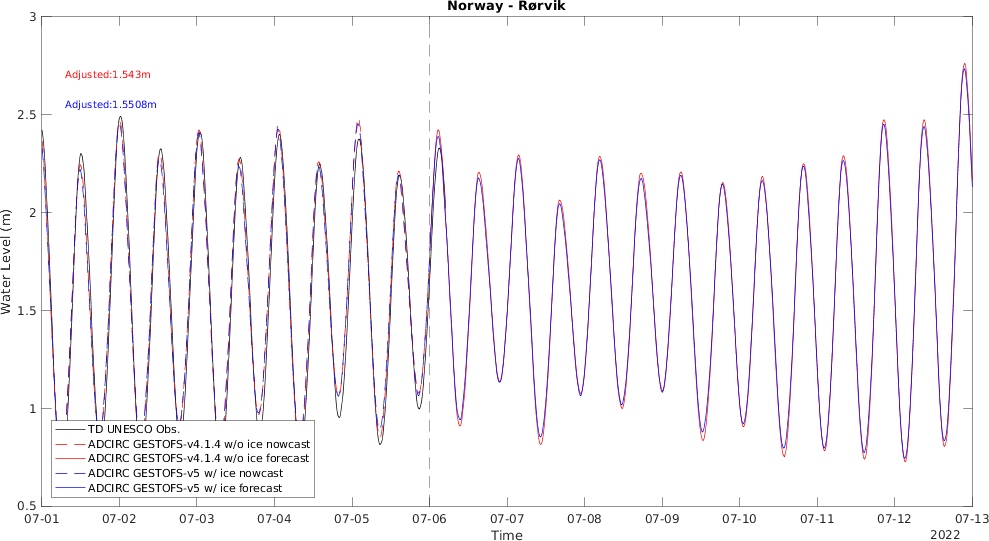 Norway - Rørvik
3
2.5
2
1.5
1
0.5
Water Level (m)
Adjusted:1.543m
Adjusted:1.5508m
TD UNESCO Obs.
ADCIRC GESTOFS-v4.1.4 w/o ice nowcast
ADCIRC GESTOFS-v4.1.4 w/o ice forecast
ADCIRC GESTOFS-v5 w/ ice nowcast
ADCIRC GESTOFS-v5 w/ ice forecast
07-01 07-02 07-03 07-04 07-05 07-06 07-07 07-08 07-09 07-10 07-11 07-12 07-13
Time
2022